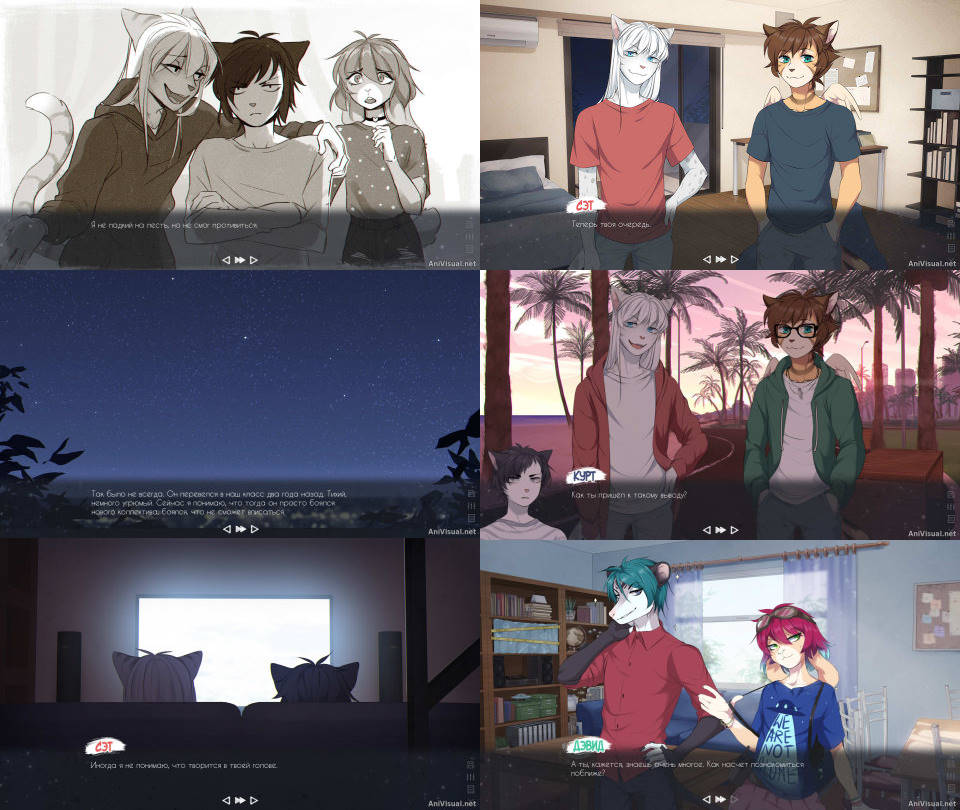 Я не падкий на лесть, но не смог противиться.
AniVisual.net
СЭТ
Теперь твоя очередь.
AniVisual.net
Так было не всегда. Он перевелся в наш класс два года назад. Тихий,
немного угрюмый. Сейчас я понимаю, что тогда он просто боялся
нового коллектива, боялся, что не сможет вписаться.
AniVisual.net
КУРТ
Как ты пришел к такому выводу?
AniVisual.net
СЭТ
Иногда я не понимаю, что творится в твоей голове.
AniVisual.net
WE
ARE
NOT
ДЭВИД
А ты, кажется, знаешь очень многое. Как насчет познакомиться
поближе?
AniVisual.net